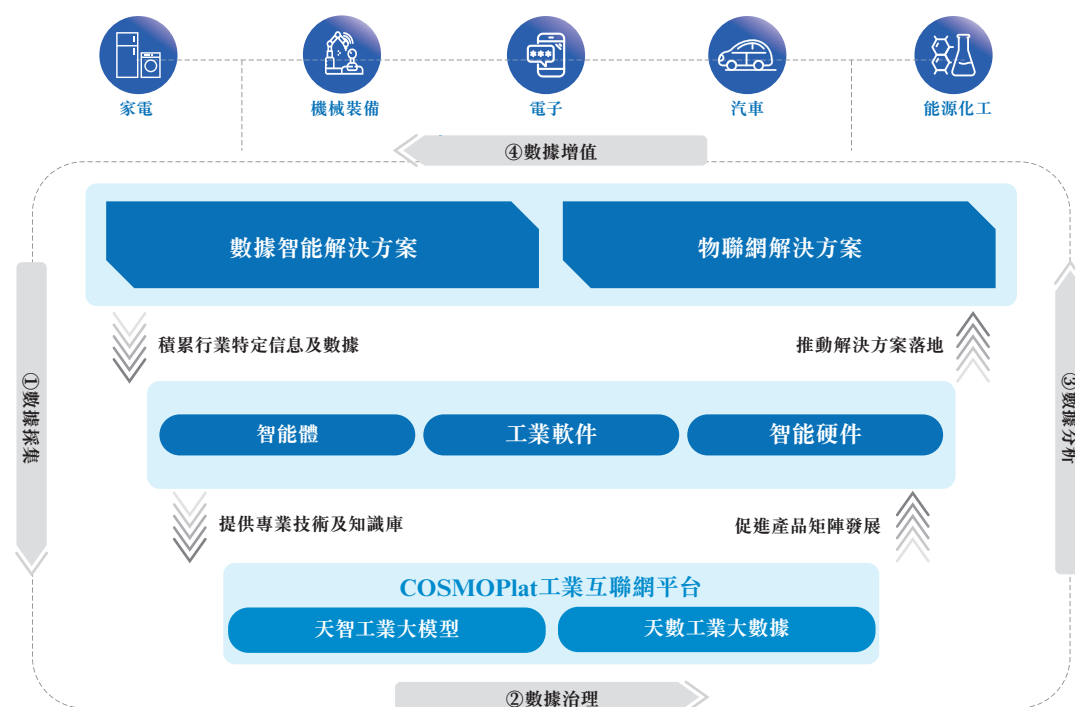 家電
機械裝備
電子
汽車
能源化工
④數據增值
數據智能解決方案
物聯網解決方案
積累行業特定信息及數據
推動解決方案落地
①數據採集
③數據分析
智能體
工業軟件
智能硬件
提供專業技術及知識庫
促進產品矩陣發展
COSMOPlat工業互聯網平台
天智工業大模型
天數工業大數據
②數據治理